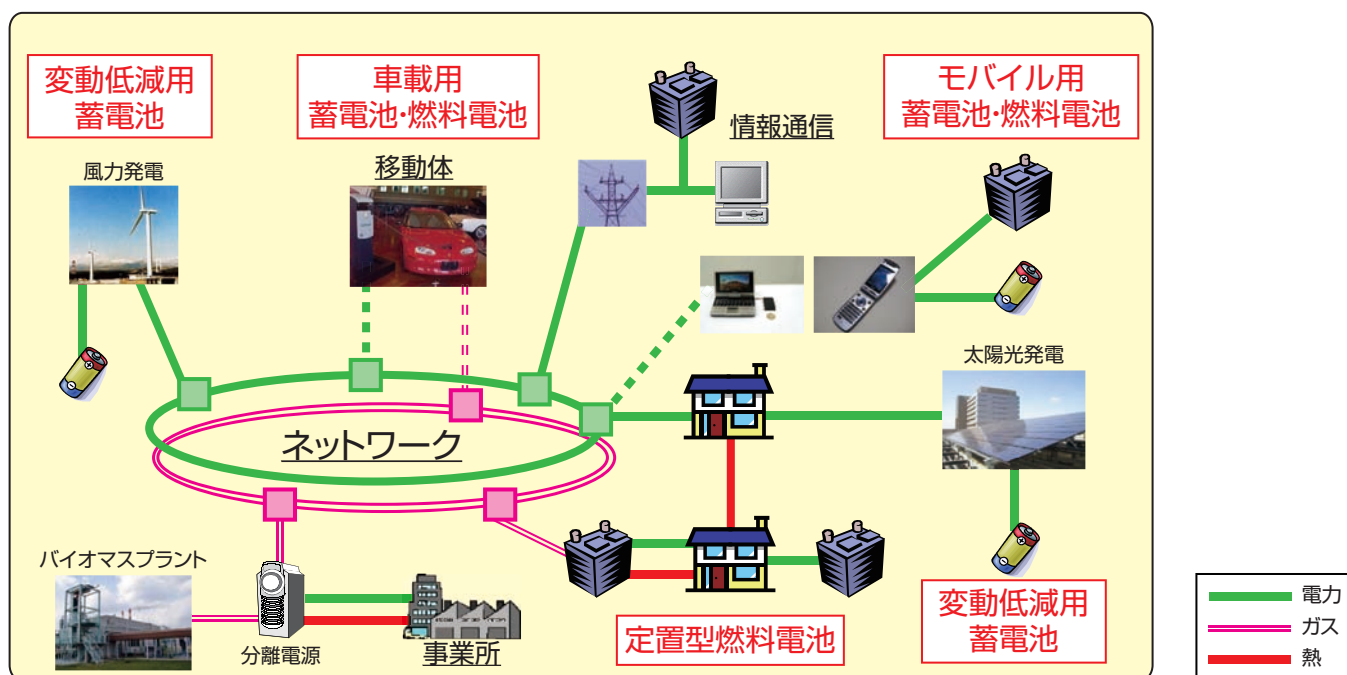 変動低減用
蓄電池
車載用
蓄電池・燃料電池
モバイル用
蓄電池・燃料電池
情報通信
風力発電
移動体
太陽光発電
ネットワーク
バイオマスプラント
分離電源
事業所
定置型燃料電池
変動低減用
蓄電池
電力
ガス
熱